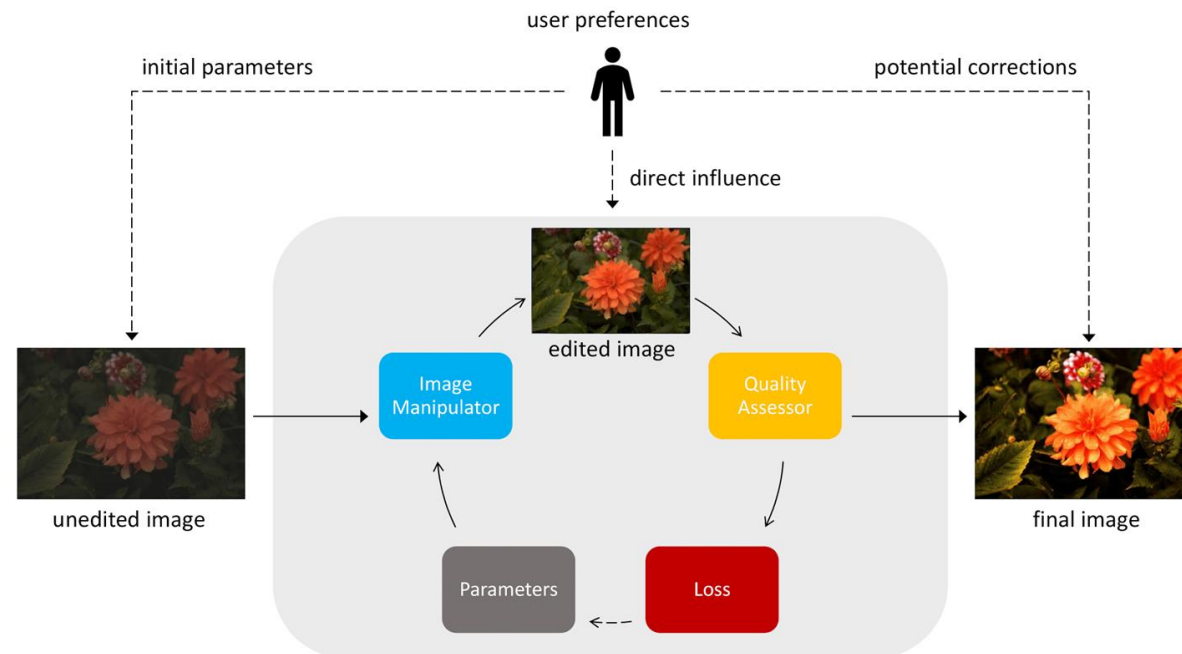 user preferences
initial parameters
potential corrections
direct influence
edited image
Image
Manipulator
Quality
Assessor
unedited image
final image
Parameters
Loss